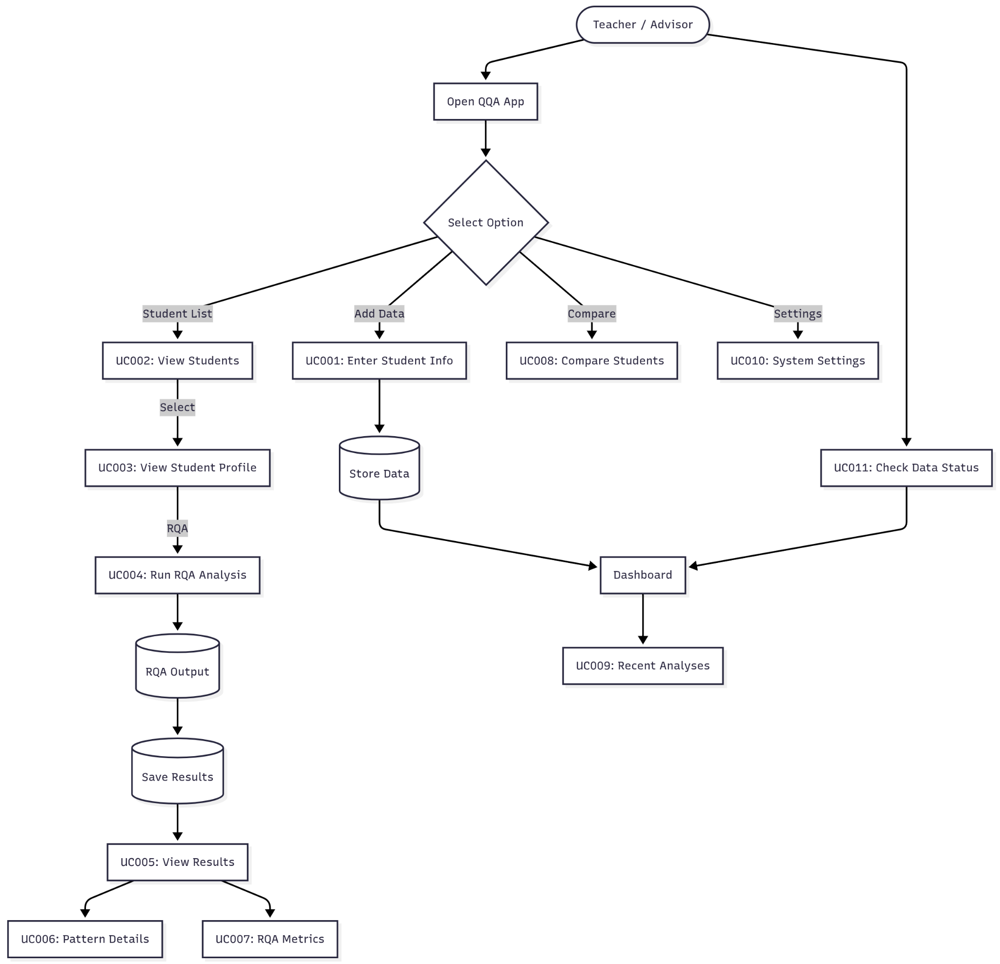 Teacher / Advisor
Open QQA App
Select Option
Student List
Add Data
Compare
Settings
UC002: View Students
UC001: Enter Student Info
UC008: Compare Students
UC010: System Settings
Select
UC003: View Student Profile
Store Data
UC011: Check Data Status
RQA
UC004: Run RQA Analysis
Dashboard
RQA Output
UC009: Recent Analyses
Save Results
UC005: View Results
UC006: Pattern Details
UC007: RQA Metrics